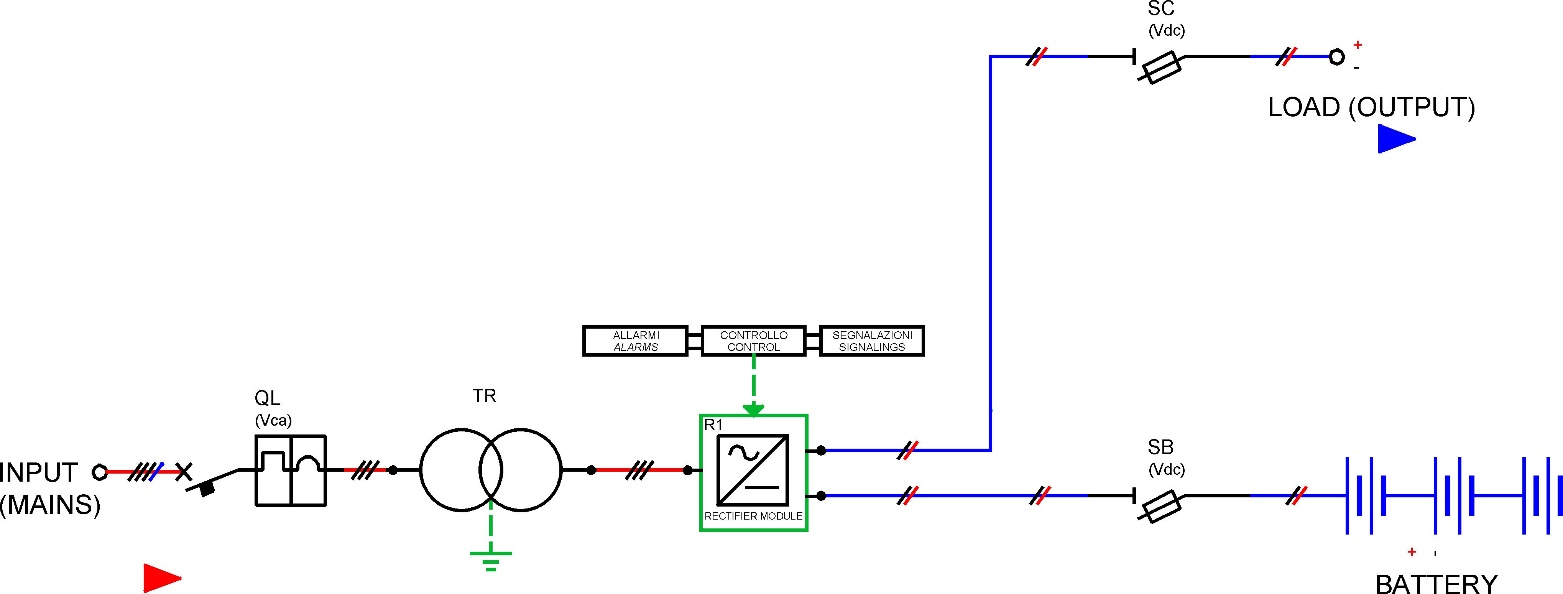 SC
(Vdc)
+
-
LOAD (OUTPUT)
ALLARMI
ALARMS
CONTROLLO
CONTROL
SEGNALAZIONI
SIGNALINGS
QL
(Vca)
TR
R1
RECTIFIER MODULE
INPUT
(MAINS)
SB
(Vdc)
+ -
BATTERY